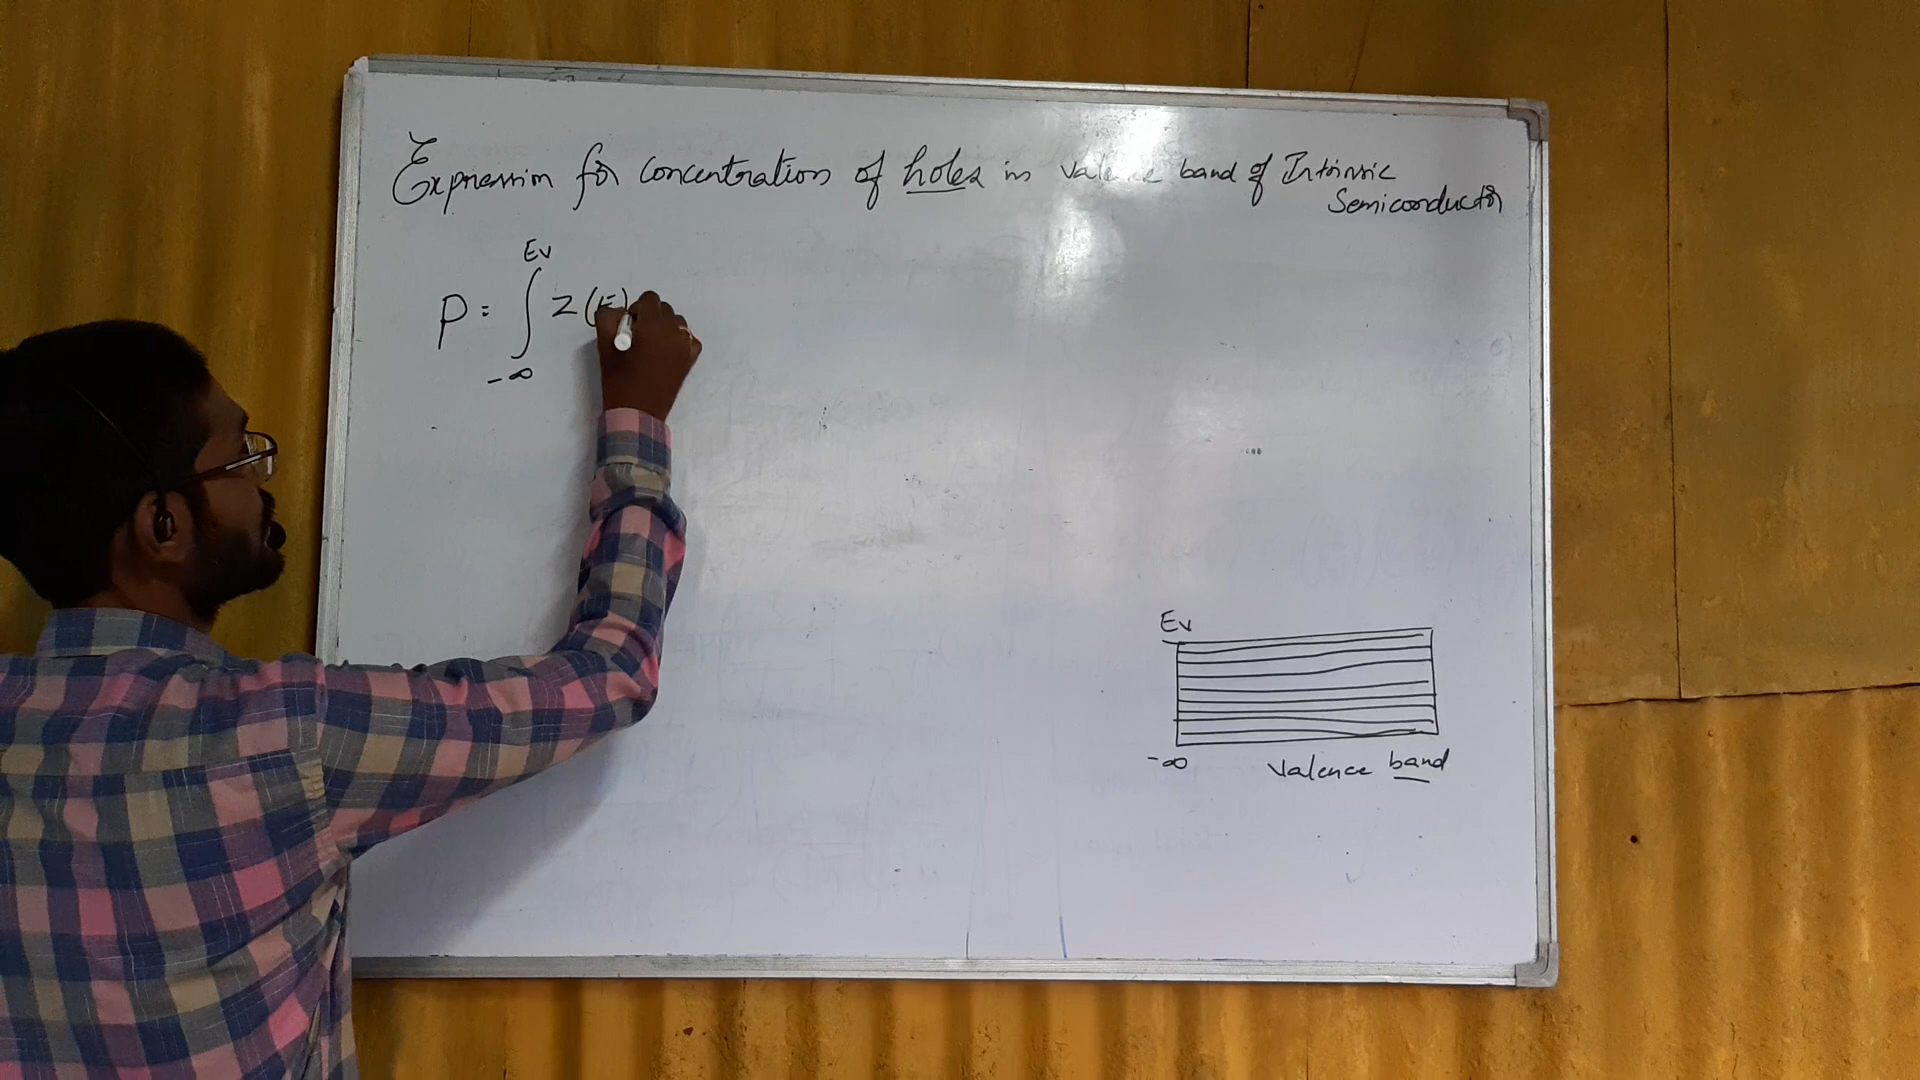 Expression for concentration of holes in valence band of Intrinsic
Semiconductor
Ev
p = ∫ Z(E)
-∞
Ev
-∞
Valence band